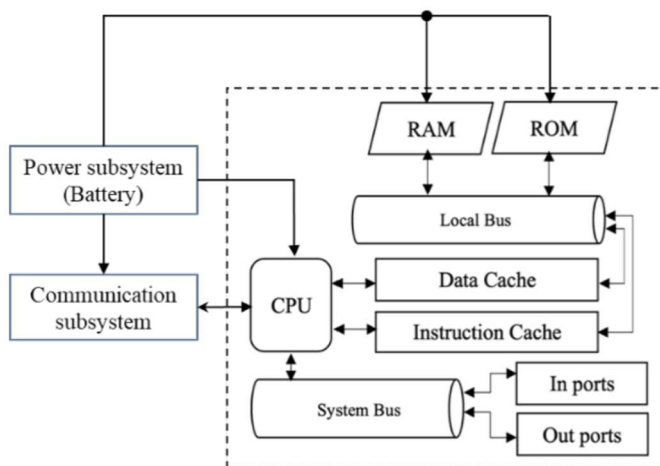 RAM
ROM
Power subsystem
(Battery)
Local Bus
Data Cache
Communication
subsystem
CPU
Instruction Cache
In ports
System Bus
Out ports